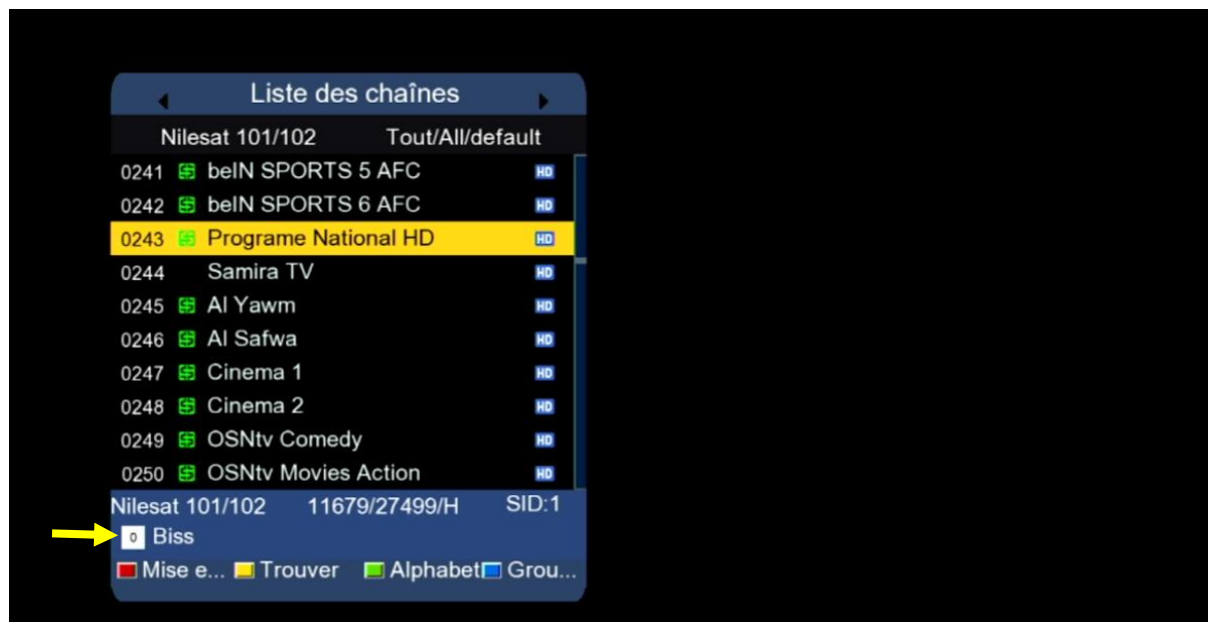 Liste des chaînes
Nilesat 101/102 Tout/All/default
0241 beIN SPORTS 5 AFC HD
0242 beIN SPORTS 6 AFC HD
0243 Programe National HD HD
0244 Samira TV HD
0245 Al Yawm HD
0246 Al Safwa HD
0247 Cinema 1 HD
0248 Cinema 2 HD
0249 OSNtv Comedy HD
0250 OSNtv Movies Action HD
Nilesat 101/102 11679/27499/H SID:1
0 Biss
Mise e... Trouver Alphabet Grou...